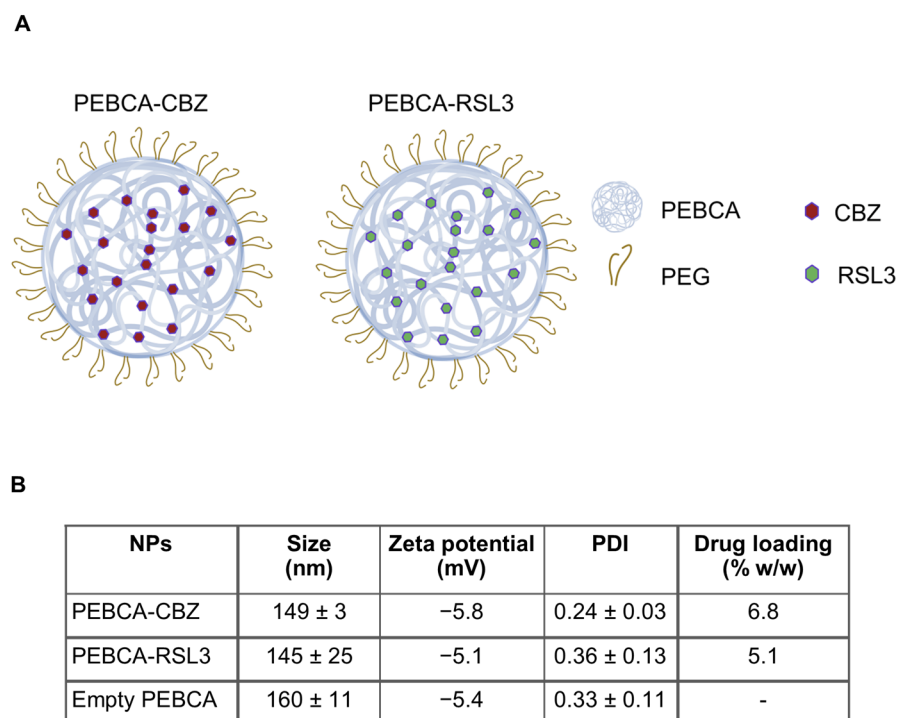 A
PEBCA-CBZ
PEBCA-RSL3
PEBCA
CBZ
PEG
RSL3
B
NPs Size (nm) Zeta potential (mV) PDI Drug loading (% w/w)
PEBCA-CBZ 149 ± 3 −5.8 0.24 ± 0.03 6.8
PEBCA-RSL3 145 ± 25 −5.1 0.36 ± 0.13 5.1
Empty PEBCA 160 ± 11 −5.4 0.33 ± 0.11 -